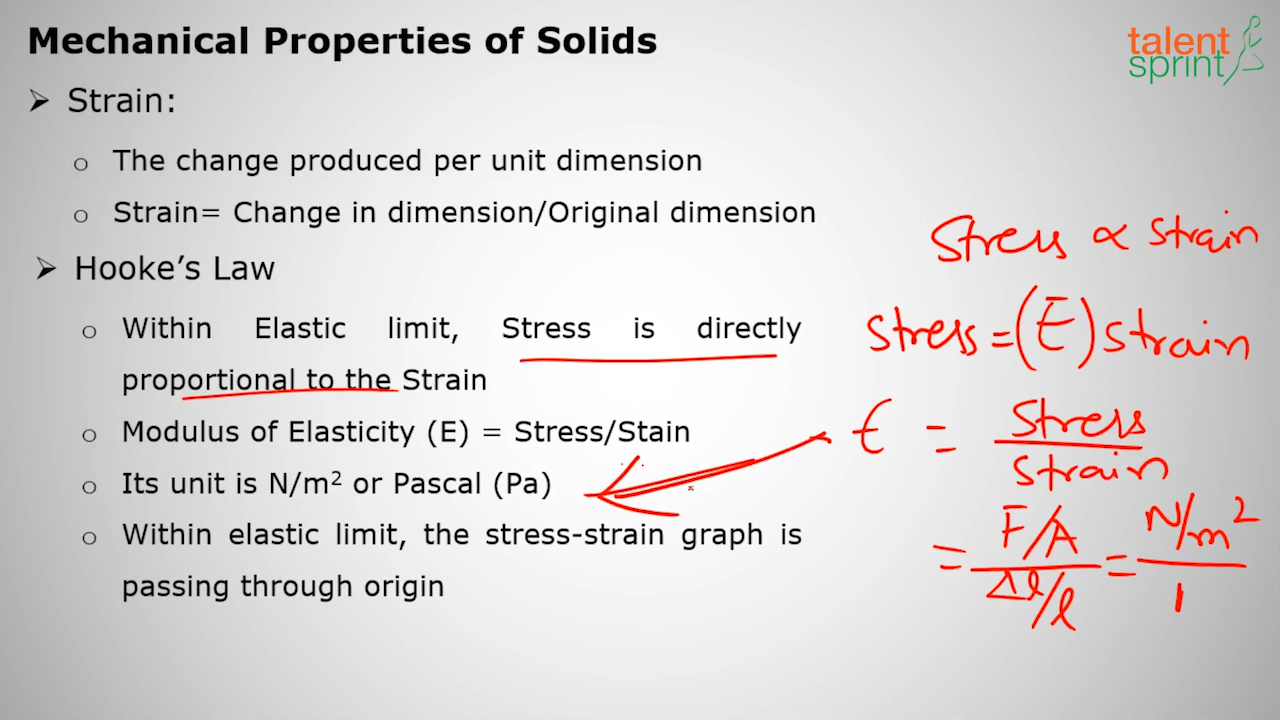 Mechanical Properties of Solids
talent
sprint
➢ Strain:
o The change produced per unit dimension
o Strain= Change in dimension/Original dimension
➢ Hooke’s Law
o Within Elastic limit, Stress is directly
proportional to the Strain
o Modulus of Elasticity (E) = Stress/Stain
o Its unit is N/m² or Pascal (Pa)
o Within elastic limit, the stress-strain graph is
passing through origin
Stress ∝ Strain
Stress = (E) Strain
E = Stress
Strain
= F/A = N/m²
Δl/l 1